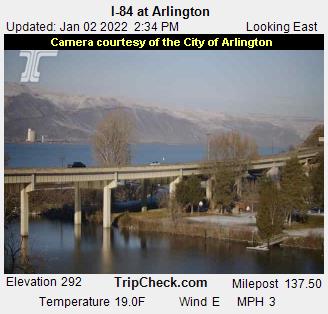 I-84 at Arlington
Updated: Jan 02 2022 2:34 PM Looking East
Camera courtesy of the City of Arlington
Elevation 292 TripCheck.com Milepost 137.50
Temperature 19.0F Wind E MPH 3